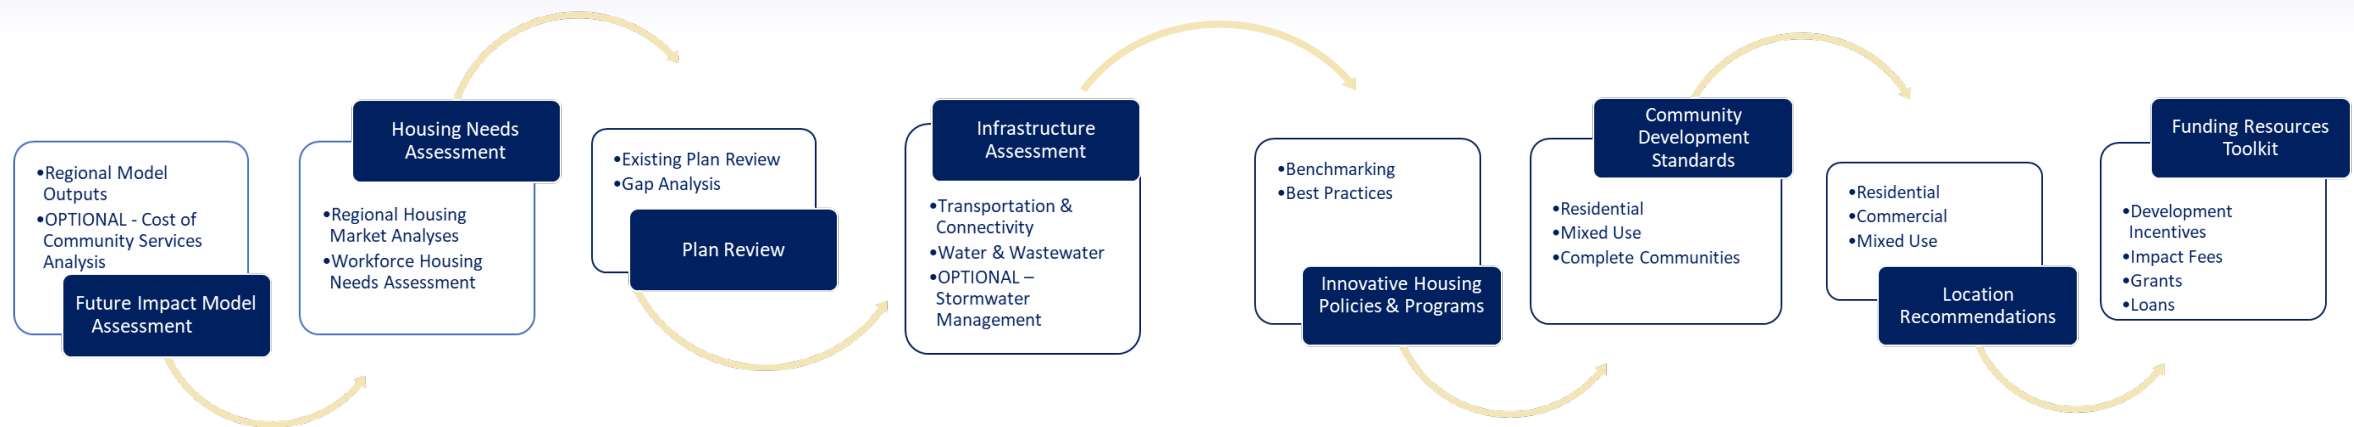 •Regional Model
Outputs
•OPTIONAL - Cost of
Community Services
Analysis
Future Impact Model
Assessment
Housing Needs
Assessment
•Regional Housing
Market Analyses
•Workforce Housing
Needs Assessment
•Existing Plan Review
•Gap Analysis
Plan Review
Infrastructure
Assessment
•Transportation &
Connectivity
•Water & Wastewater
•OPTIONAL –
Stormwater
Management
•Benchmarking
•Best Practices
Innovative Housing
Policies & Programs
Community
Development
Standards
•Residential
•Mixed Use
•Complete Communities
•Residential
•Commercial
•Mixed Use
Location
Recommendations
Funding Resources
Toolkit
•Development
Incentives
•Impact Fees
•Grants
•Loans